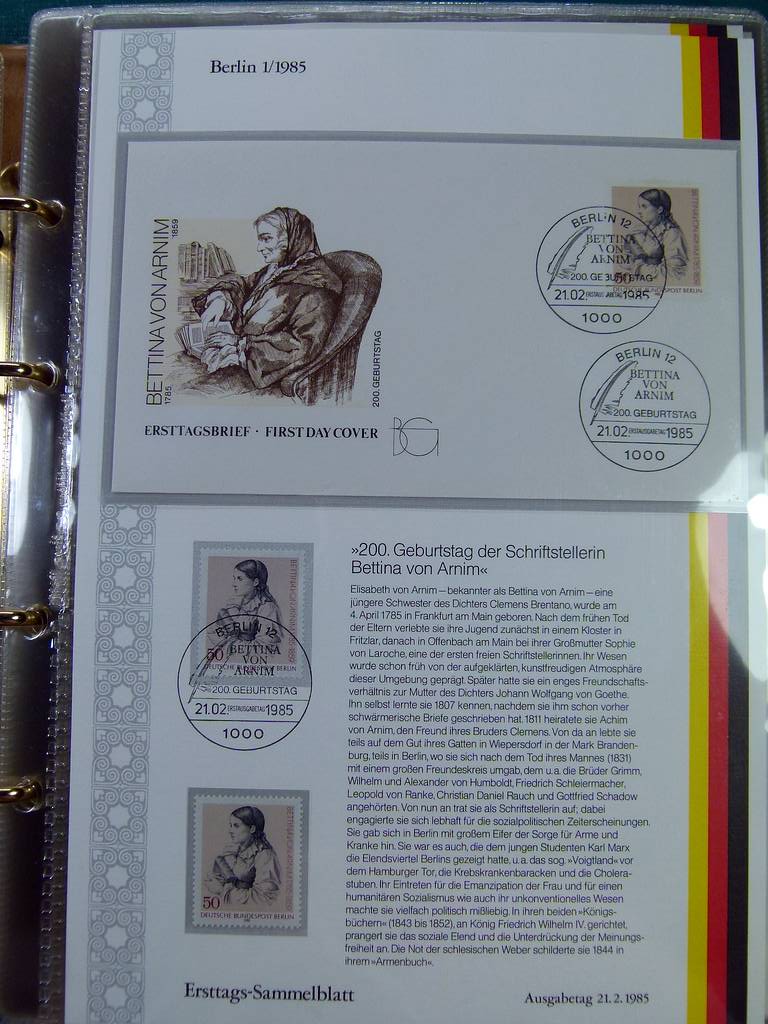 Berlin 1/1985
BETTINA VON ARNIM
1785
1859
200. GEBURTSTAG
ERSTTAGSBRIEF · FIRST DAY COVER
BG
BERLIN 12
BETTINA
VON
ARNIM
200. GEBURTSTAG
21.02. ERSTAUSGABETAG 1985
1000
50
DEUTSCHE BUNDESPOST BERLIN
BERLIN 12
BETTINA
VON
ARNIM
200. GEBURTSTAG
21.02. ERSTAUSGABETAG 1985
1000
50
DEUTSCHE BUNDESPOST BERLIN
BERLIN 12
BETTINA
VON
ARNIM
200. GEBURTSTAG
21.02. ERSTAUSGABETAG 1985
1000
50
DEUTSCHE BUNDESPOST BERLIN
»200. Geburtstag der Schriftstellerin
Bettina von Arnim«
Elisabeth von Arnim – bekannter als Bettina von Arnim – eine
jüngere Schwester des Dichters Clemens Brentano, wurde am
4. April 1785 in Frankfurt am Main geboren. Nach dem frühen Tod
der Eltern verlebte sie ihre Jugend zunächst in einem Kloster in
Fritzlar, danach in Offenbach am Main bei ihrer Großmutter Sophie
von Laroche, eine der ersten freien Schriftstellerinnen. Ihr Wesen
wurde schon früh von der aufgeklärten, kunstfreudigen Atmosphäre
dieser Umgebung geprägt. Später hatte sie ein enges Freundschafts-
verhältnis zur Mutter des Dichters Johann Wolfgang von Goethe.
Ihn selbst lernte sie 1807 kennen, nachdem sie ihm schon vorher
schwärmerische Briefe geschrieben hat. 1811 heiratete sie Achim
von Arnim, den Freund ihres Bruders Clemens. Von da an lebte sie
teils auf dem Gut ihres Gatten in Wiepersdorf in der Mark Branden-
burg, teils in Berlin, wo sie sich nach dem Tod ihres Mannes (1831)
mit einem großen Freundeskreis umgab, dem u. a. die Brüder Grimm,
Wilhelm und Alexander von Humboldt, Friedrich Schleiermacher,
Leopold von Ranke, Christian Daniel Rauch und Gottfried Schadow
angehörten. Von nun an trat sie als Schriftstellerin auf; dabei
engagierte sie sich lebhaft für die sozialpolitischen Zeiterscheinungen.
Sie gab sich in Berlin mit großem Eifer der Sorge für Arme und
Kranke hin. Sie war es auch, die dem jungen Studenten Karl Marx
die Elendsviertel Berlins gezeigt hatte, u. a. das sog. »Voigtland« vor
dem Hamburger Tor, die Krebskrankenbaracken und die Cholera-
stuben. Ihr Eintreten für die Emanzipation der Frau und für einen
humanitären Sozialismus wie auch ihr unkonventionelles Wesen
machte sie vielfach politisch mißliebig. In ihren beiden »Königs-
büchern« (1843 bis 1852), an König Friedrich Wilhelm IV. gerichtet,
prangert sie das soziale Elend und die Unterdrückung der Meinungs-
freiheit an. Die Not der schlesischen Weber schilderte sie 1844 in
ihrem »Armenbuch«.
Ersttags-Sammelblatt
Ausgabetag 21. 2. 1985